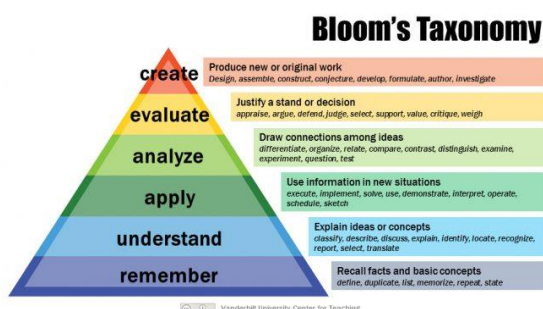 Bloom's Taxonomy
create
Produce new or original work
Design, assemble, construct, conjecture, develop, formulate, author, investigate
evaluate
Justify a stand or decision
appraise, argue, defend, judge, select, support, value, critique, weigh
analyze
Draw connections among ideas
differentiate, organize, relate, compare, contrast, distinguish, examine,
experiment, question, test
apply
Use information in new situations
execute, implement, solve, use, demonstrate, interpret, operate,
schedule, sketch
understand
Explain ideas or concepts
classify, describe, discuss, explain, identify, locate, recognize,
report, select, translate
remember
Recall facts and basic concepts
define, duplicate, list, memorize, repeat, state
Vanderbilt University Center for Teaching